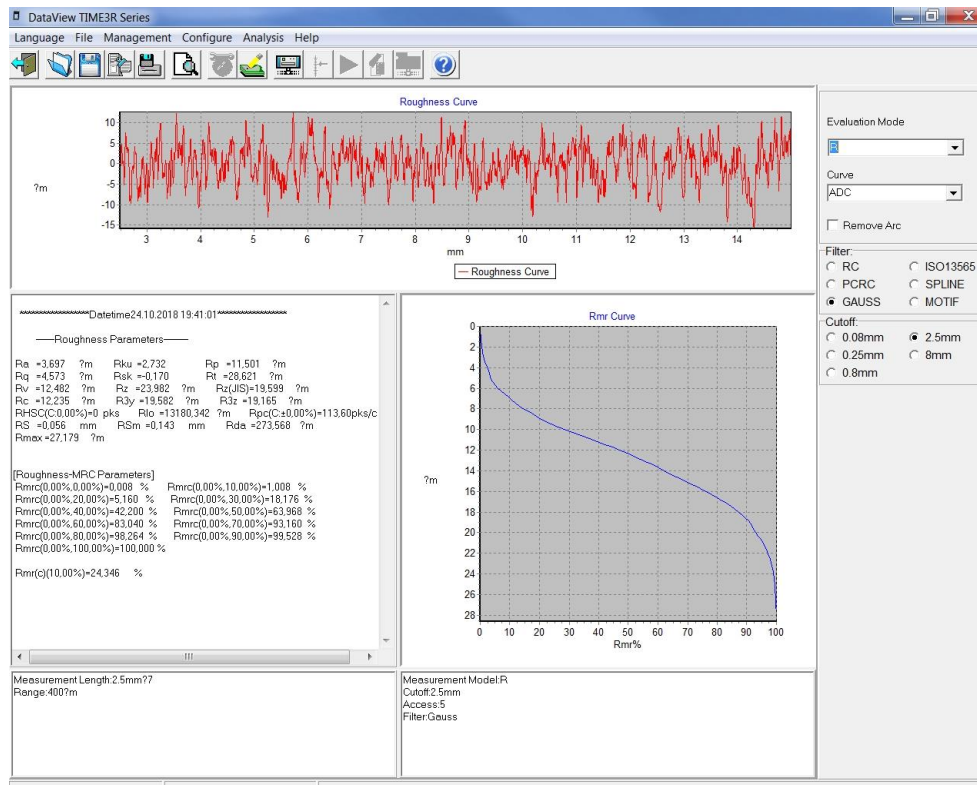 DataView TIME3R Series
Language File Management Configure Analysis Help
Roughness Curve
10
5
0
-5
-10
-15
?m
3 4 5 6 7 8 9 10 11 12 13 14
mm
Roughness Curve
Evaluation Mode
R
Curve
ADC
Remove Arc
Filter:
RC ISO13565
PCRC SPLINE
GAUSS MOTIF
Cutoff:
0.08mm 2.5mm
0.25mm 8mm
0.8mm
******************Datetime24.10.2018 19:41:01******************
——Roughness Parameters——
Ra =3,697 ?m Rku =2,732 Rp =11,501 ?m
Rq =4,573 ?m Rsk =-0,170 Rt =28,621 ?m
Rv =12,482 ?m Rz =23,982 ?m Rz(JIS)=19,599 ?m
Rc =12,235 ?m R3y =19,582 ?m R3z =19,165 ?m
RHSC(C:0,00%)=0 pks Rlo =13180,342 ?m Rpc(C:±0,00%)=113,60pks/c
RS =0,056 mm RSm =0,143 mm Rda =273,568 ?m
Rmax =27,179 ?m
[Roughness-MRC Parameters]
Rmrc(0,00%,0,00%)=0,008 % Rmrc(0,00%,10,00%)=1,008 %
Rmrc(0,00%,20,00%)=5,160 % Rmrc(0,00%,30,00%)=18,176 %
Rmrc(0,00%,40,00%)=42,200 % Rmrc(0,00%,50,00%)=63,968 %
Rmrc(0,00%,60,00%)=83,040 % Rmrc(0,00%,70,00%)=93,160 %
Rmrc(0,00%,80,00%)=98,264 % Rmrc(0,00%,90,00%)=99,528 %
Rmrc(0,00%,100,00%)=100,000 %
Rmr(c)(10,00%)=24,346 %
Rmr Curve
0
2
4
6
8
10
12
14
16
18
20
22
24
26
28
?m
0 10 20 30 40 50 60 70 80 90 100
Rmr%
Measurement Length:2.5mm?7
Range:400?m
Measurement Model:R
Cutoff:2.5mm
Access:5
Filter:Gauss